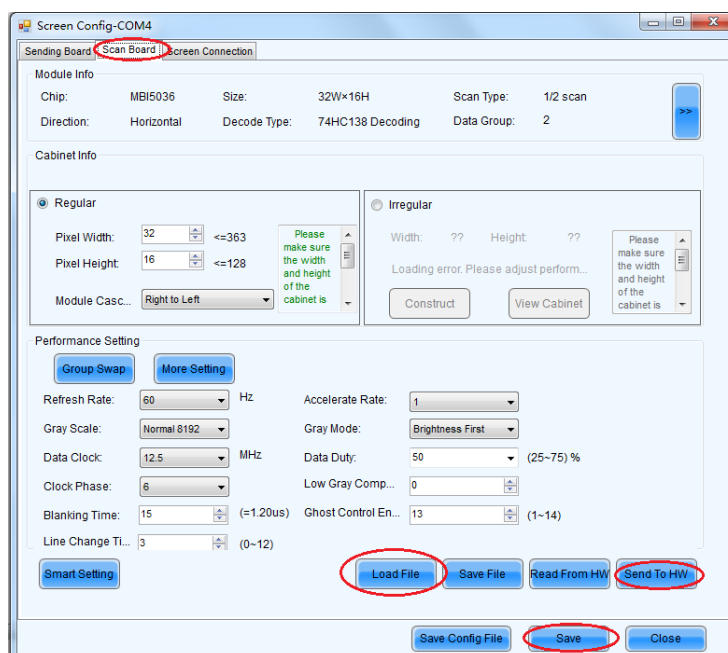 Screen Config-COM4
Sending Board Scan Board Screen Connection
Module Info
Chip: MBI5036 Size: 32W×16H Scan Type: 1/2 scan
Direction: Horizontal Decode Type: 74HC138 Decoding Data Group: 2
>>
Cabinet Info
Regular
Pixel Width: 32 <=363
Pixel Height: 16 <=128
Module Casc... Right to Left
Please
make sure
the width
and height
of the
cabinet is
Irregular
Width: ?? Height: ??
Loading error. Please adjust perform...
Construct View Cabinet
Please
make sure
the width
and height
of the
cabinet is
Performance Setting
Group Swap More Setting
Refresh Rate: 60 Hz Accelerate Rate: 1
Gray Scale: Normal 8192 Gray Mode: Brightness First
Data Clock: 12.5 MHz Data Duty: 50 (25~75) %
Clock Phase: 6 Low Gray Comp... 0
Blanking Time: 15 (=1.20us) Ghost Control En... 13 (1~14)
Line Change Ti... 3 (0~12)
Smart Setting Load File Save File Read From HW Send To HW
Save Config File Save Close